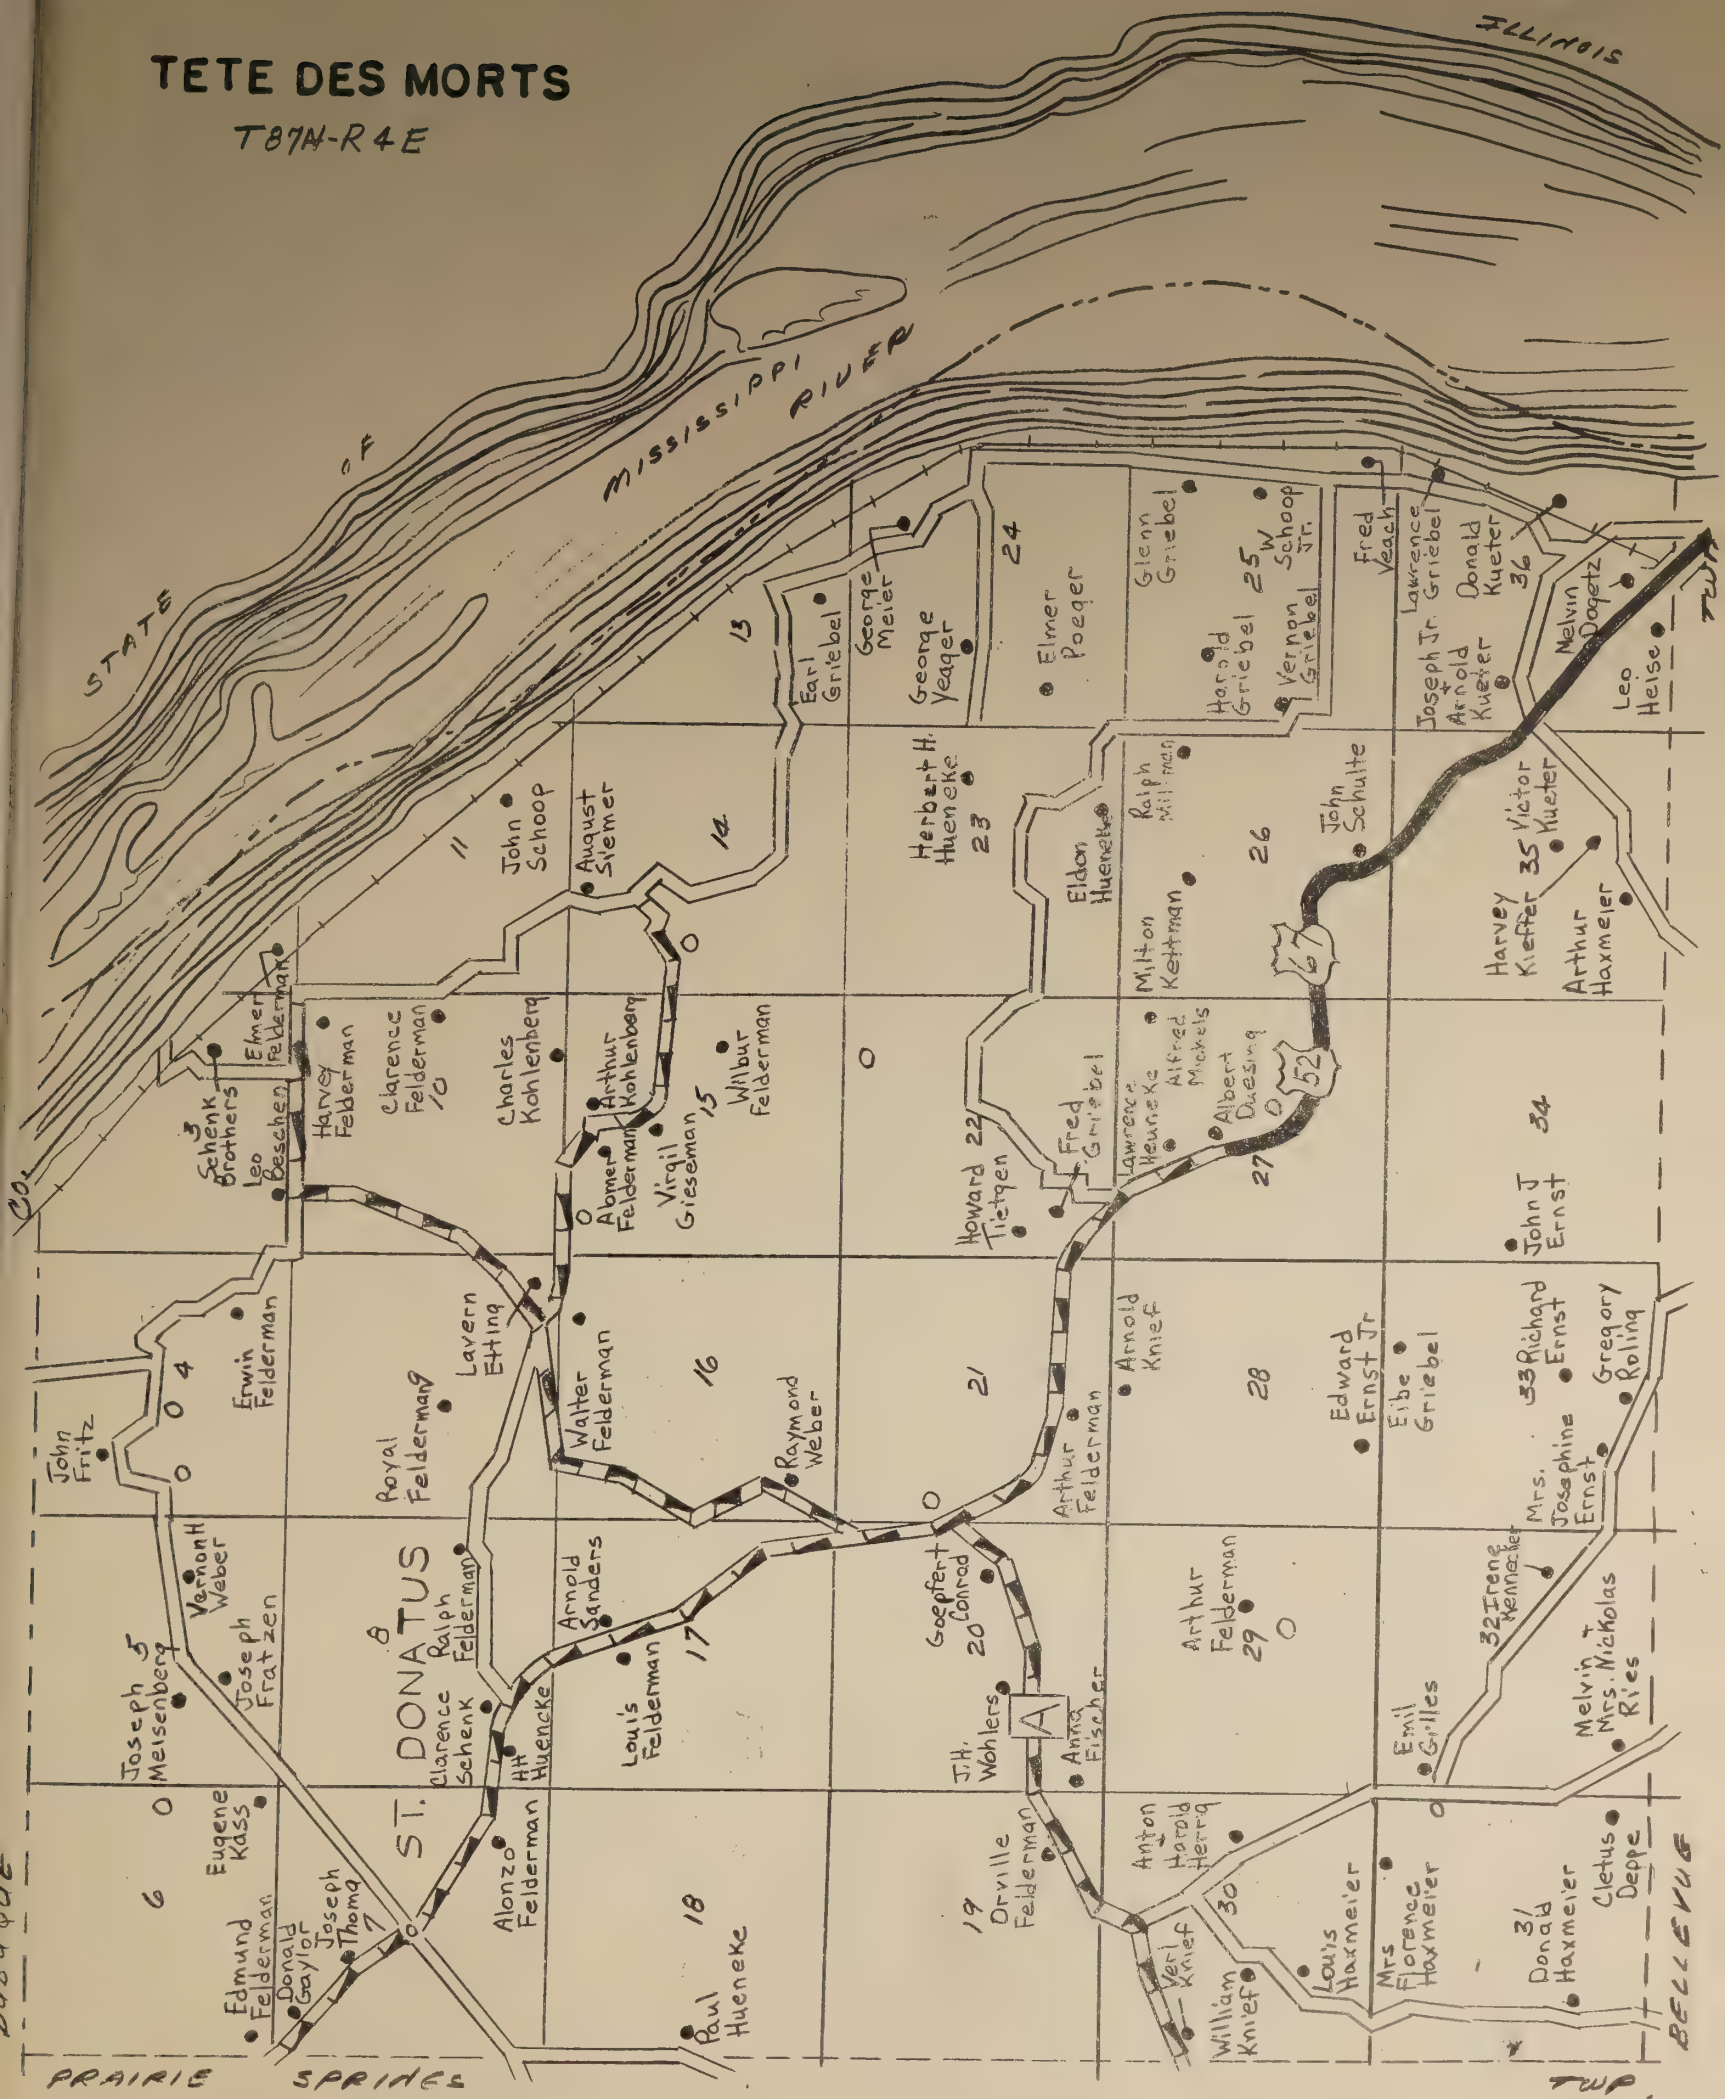 TETE DES MORTS
T87N-R4E
ILLINOIS
OF
STATE
MISSISSIPPI
RIVER
CO.
PRAIRIE SPRINGS
TWP
BELLEVUE
TWP
ST. DONATUS
John
Fritz
4
Erwin
Felderman
3
Schenk
Brothers
Leo
Beschen
Elmer
Felderman
Harvey
Felderman
Clarence
Felderman
10
Charles
Kohlenberg
11
John
Schoop
August
Siemer
14
13
Earl
Griebel
George
Meier
George
Yeager
24
Elmer
Poeger
Glenn
Griebel
25
W
Schoop
Jr.
Harold
Griebel
Vernon
Griebel
Fred
Veach
Lawrence
Griebel
Donald
Kueter
36
Joseph Jr.
+
Arnold
Kueter
Melvin
Dogetz
Leo
Heise
Herbert H.
Hueneke
23
Eldon
Hueneke
Ralph
Millman
26
John
Schulte
Milton
Kettman
67
Victor
Kueter
35
Harvey
Kieffer
Arthur
Haxmeier
Arthur
Kohlenberg
15
Wilbur
Felderman
Abmer
Felderman
Virgil
Gieseman
22
Howard
Tietgen
Fred
Griebel
Lawrence
Heuneke
Alfred
Michels
Albert
Duesing
52
27
34
John J
Ernst
Lavern
Etting
Royal
Felderman
9
Walter
Felderman
16
Raymond
Weber
21
Arnold
Knief
Arthur
Felderman
28
Edward
Ernst Jr
Eibe
Griebel
33
Richard
Ernst
Gregory
Roling
Mrs.
Josephine
Ernst
Vernon H
Weber
5
Joseph
Meisenberg
Joseph
Fratzen
8
Ralph
Felderman
Clarence
Schenk
HH
Huencke
Arnold
Sanders
17
Louis
Felderman
Goepfert
Conrad
20
J.H.
Wohlers
A
Anna
Fischer
Arthur
Felderman
29
32
Irene
Emil
Grilles
Melvin +
Mrs. Nickolas
Ries
6
Eugene
Kass
Edmund
Felderman
Donald
Gaylor
Joseph
Thoma
7
Alonzo
Felderman
18
Paul
Hueneke
19
Orville
Felderman
Anton
+
Harold
Herrig
30
Verl
Knief
William
Knief
Louis
Haxmeier
Mrs
Florence
Haxmeier
31
Donald
Haxmeier
Cletus
Deppe